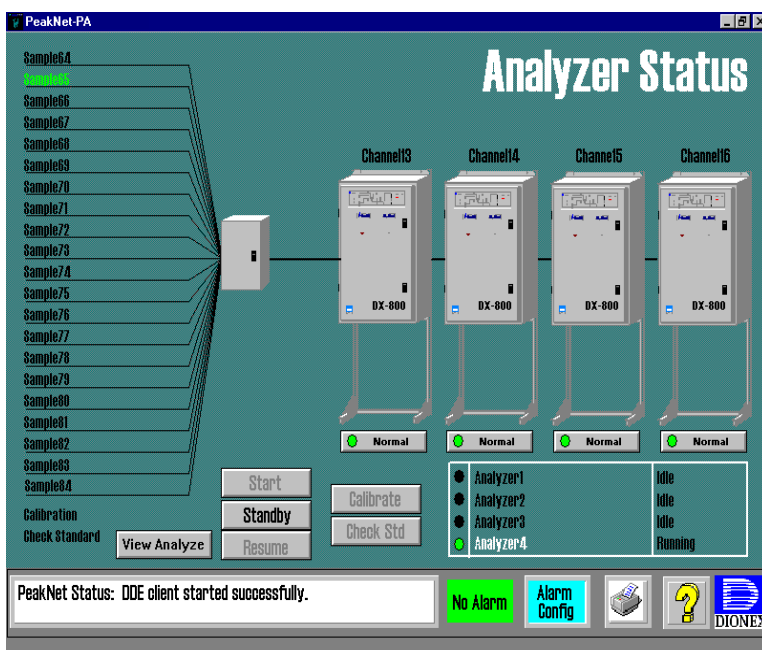 PeakNet-PA
Analyzer Status
Sample64
Sample65
Sample66
Sample67
Sample68
Sample69
Sample70
Sample71
Sample72
Sample73
Sample74
Sample75
Sample76
Sample77
Sample78
Sample79
Sample80
Sample81
Sample82
Sample83
Sample84
Calibration
Check Standard
Channel13 Channel14 Channel15 Channel16
DX-800 DX-800 DX-800 DX-800
Normal Normal Normal Normal
Start
Standby
Resume
View Analyze
Calibrate
Check Std
Analyzer1 Idle
Analyzer2 Idle
Analyzer3 Idle
Analyzer4 Running
PeakNet Status: DDE client started successfully.
No Alarm
Alarm
Config
DIONEX